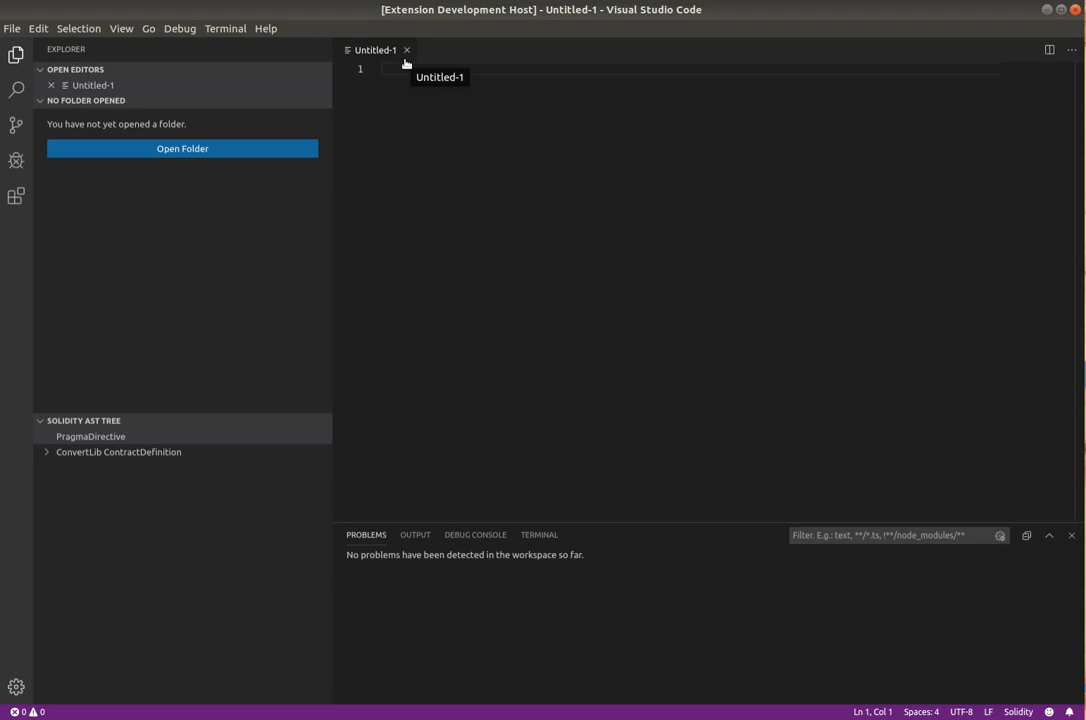 [Extension Development Host] - Untitled-1 - Visual Studio Code
File Edit Selection View Go Debug Terminal Help
EXPLORER
OPEN EDITORS
Untitled-1
NO FOLDER OPENED
You have not yet opened a folder.
Open Folder
SOLIDITY AST TREE
PragmaDirective
ConvertLib ContractDefinition
Untitled-1
1
Untitled-1
PROBLEMS OUTPUT DEBUG CONSOLE TERMINAL
Filter. E.g.: text, **/*.ts, !**/node_modules/**
No problems have been detected in the workspace so far.
0 0 Ln 1, Col 1 Spaces: 4 UTF-8 LF Solidity